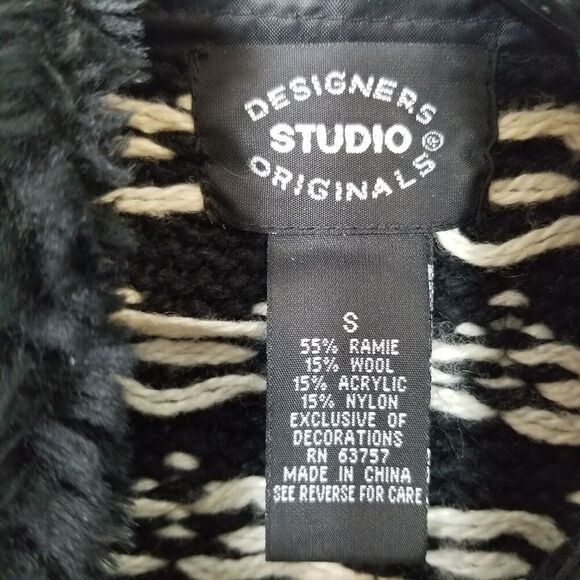 DESIGNERS
STUDIO®
ORIGINALS
S
55% RAMIE
15% WOOL
15% ACRYLIC
15% NYLON
EXCLUSIVE OF
DECORATIONS
RN 63757
MADE IN CHINA
SEE REVERSE FOR CARE